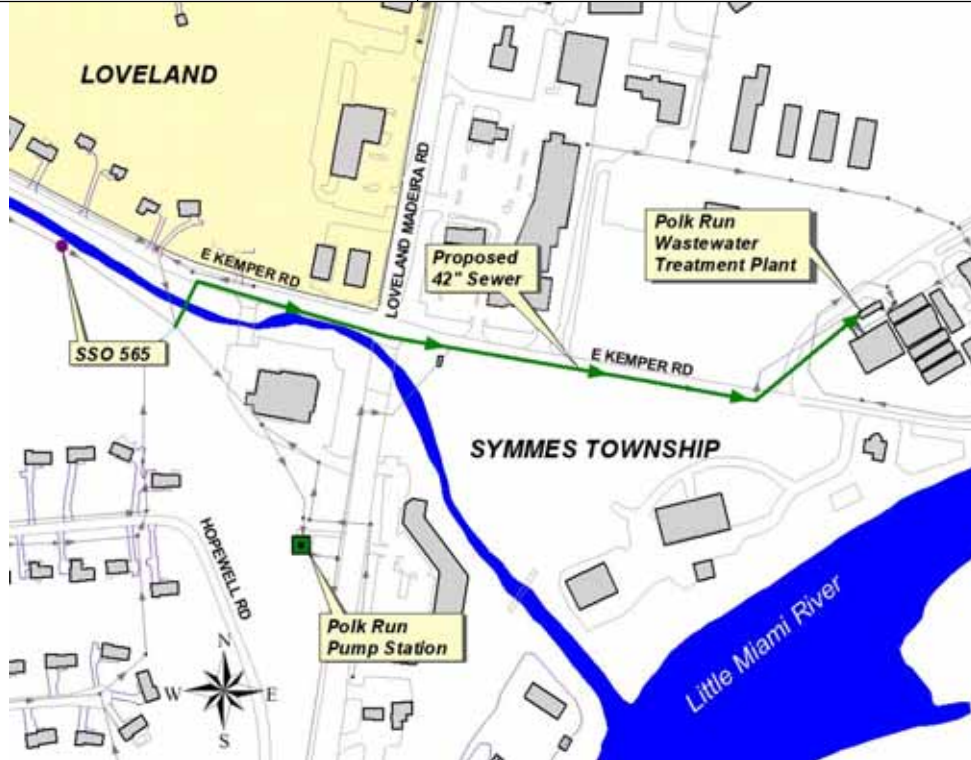 LOVELAND
LOVELAND MADEIRA RD
E KEMPER RD
Proposed
42" Sewer
Polk Run
Wastewater
Treatment Plant
SSO 565
E KEMPER RD
SYMMES TOWNSHIP
HOPEWELL RD
Polk Run
Pump Station
Little Miami River
N
W
E
S